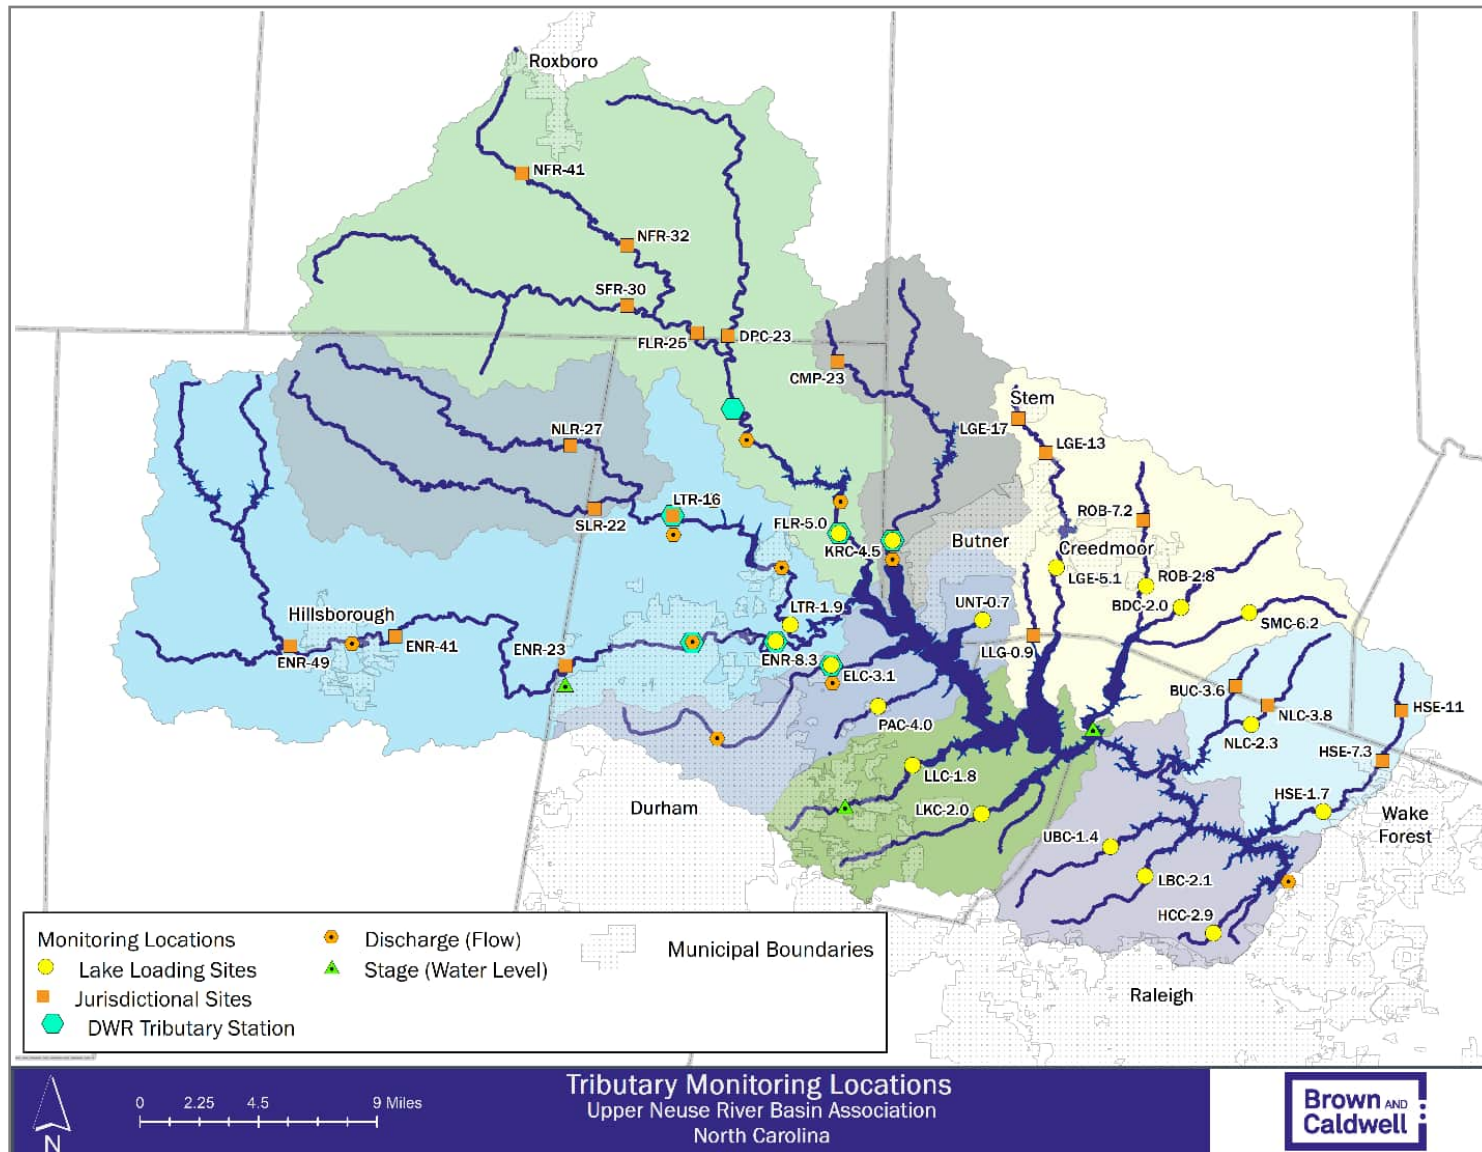 Roxboro
NFR-41
NFR-32
SFR-30
FLR-25
DPC-23
CMP-23
Stem
LGE-17
LGE-13
NLR-27
LTR-16
SLR-22
FLR-5.0
KRC-4.5
ROB-7.2
Butner
Creedmoor
LGE-5.1
ROB-2.8
BDC-2.0
SMC-6.2
UNT-0.7
LTR-1.9
Hillsborough
ENR-49
ENR-41
ENR-23
ENR-8.3
ELC-3.1
LLG-0.9
PAC-4.0
BUC-3.6
NLC-3.8
NLC-2.3
HSE-11
HSE-7.3
HSE-1.7
LLC-1.8
LKC-2.0
Durham
UBC-1.4
LBC-2.1
HCC-2.9
Wake
Forest
Raleigh
Monitoring Locations
Lake Loading Sites
Jurisdictional Sites
DWR Tributary Station
Discharge (Flow)
Stage (Water Level)
Municipal Boundaries
N
0 2.25 4.5 9 Miles
Tributary Monitoring Locations
Upper Neuse River Basin Association
North Carolina
Brown AND
Caldwell